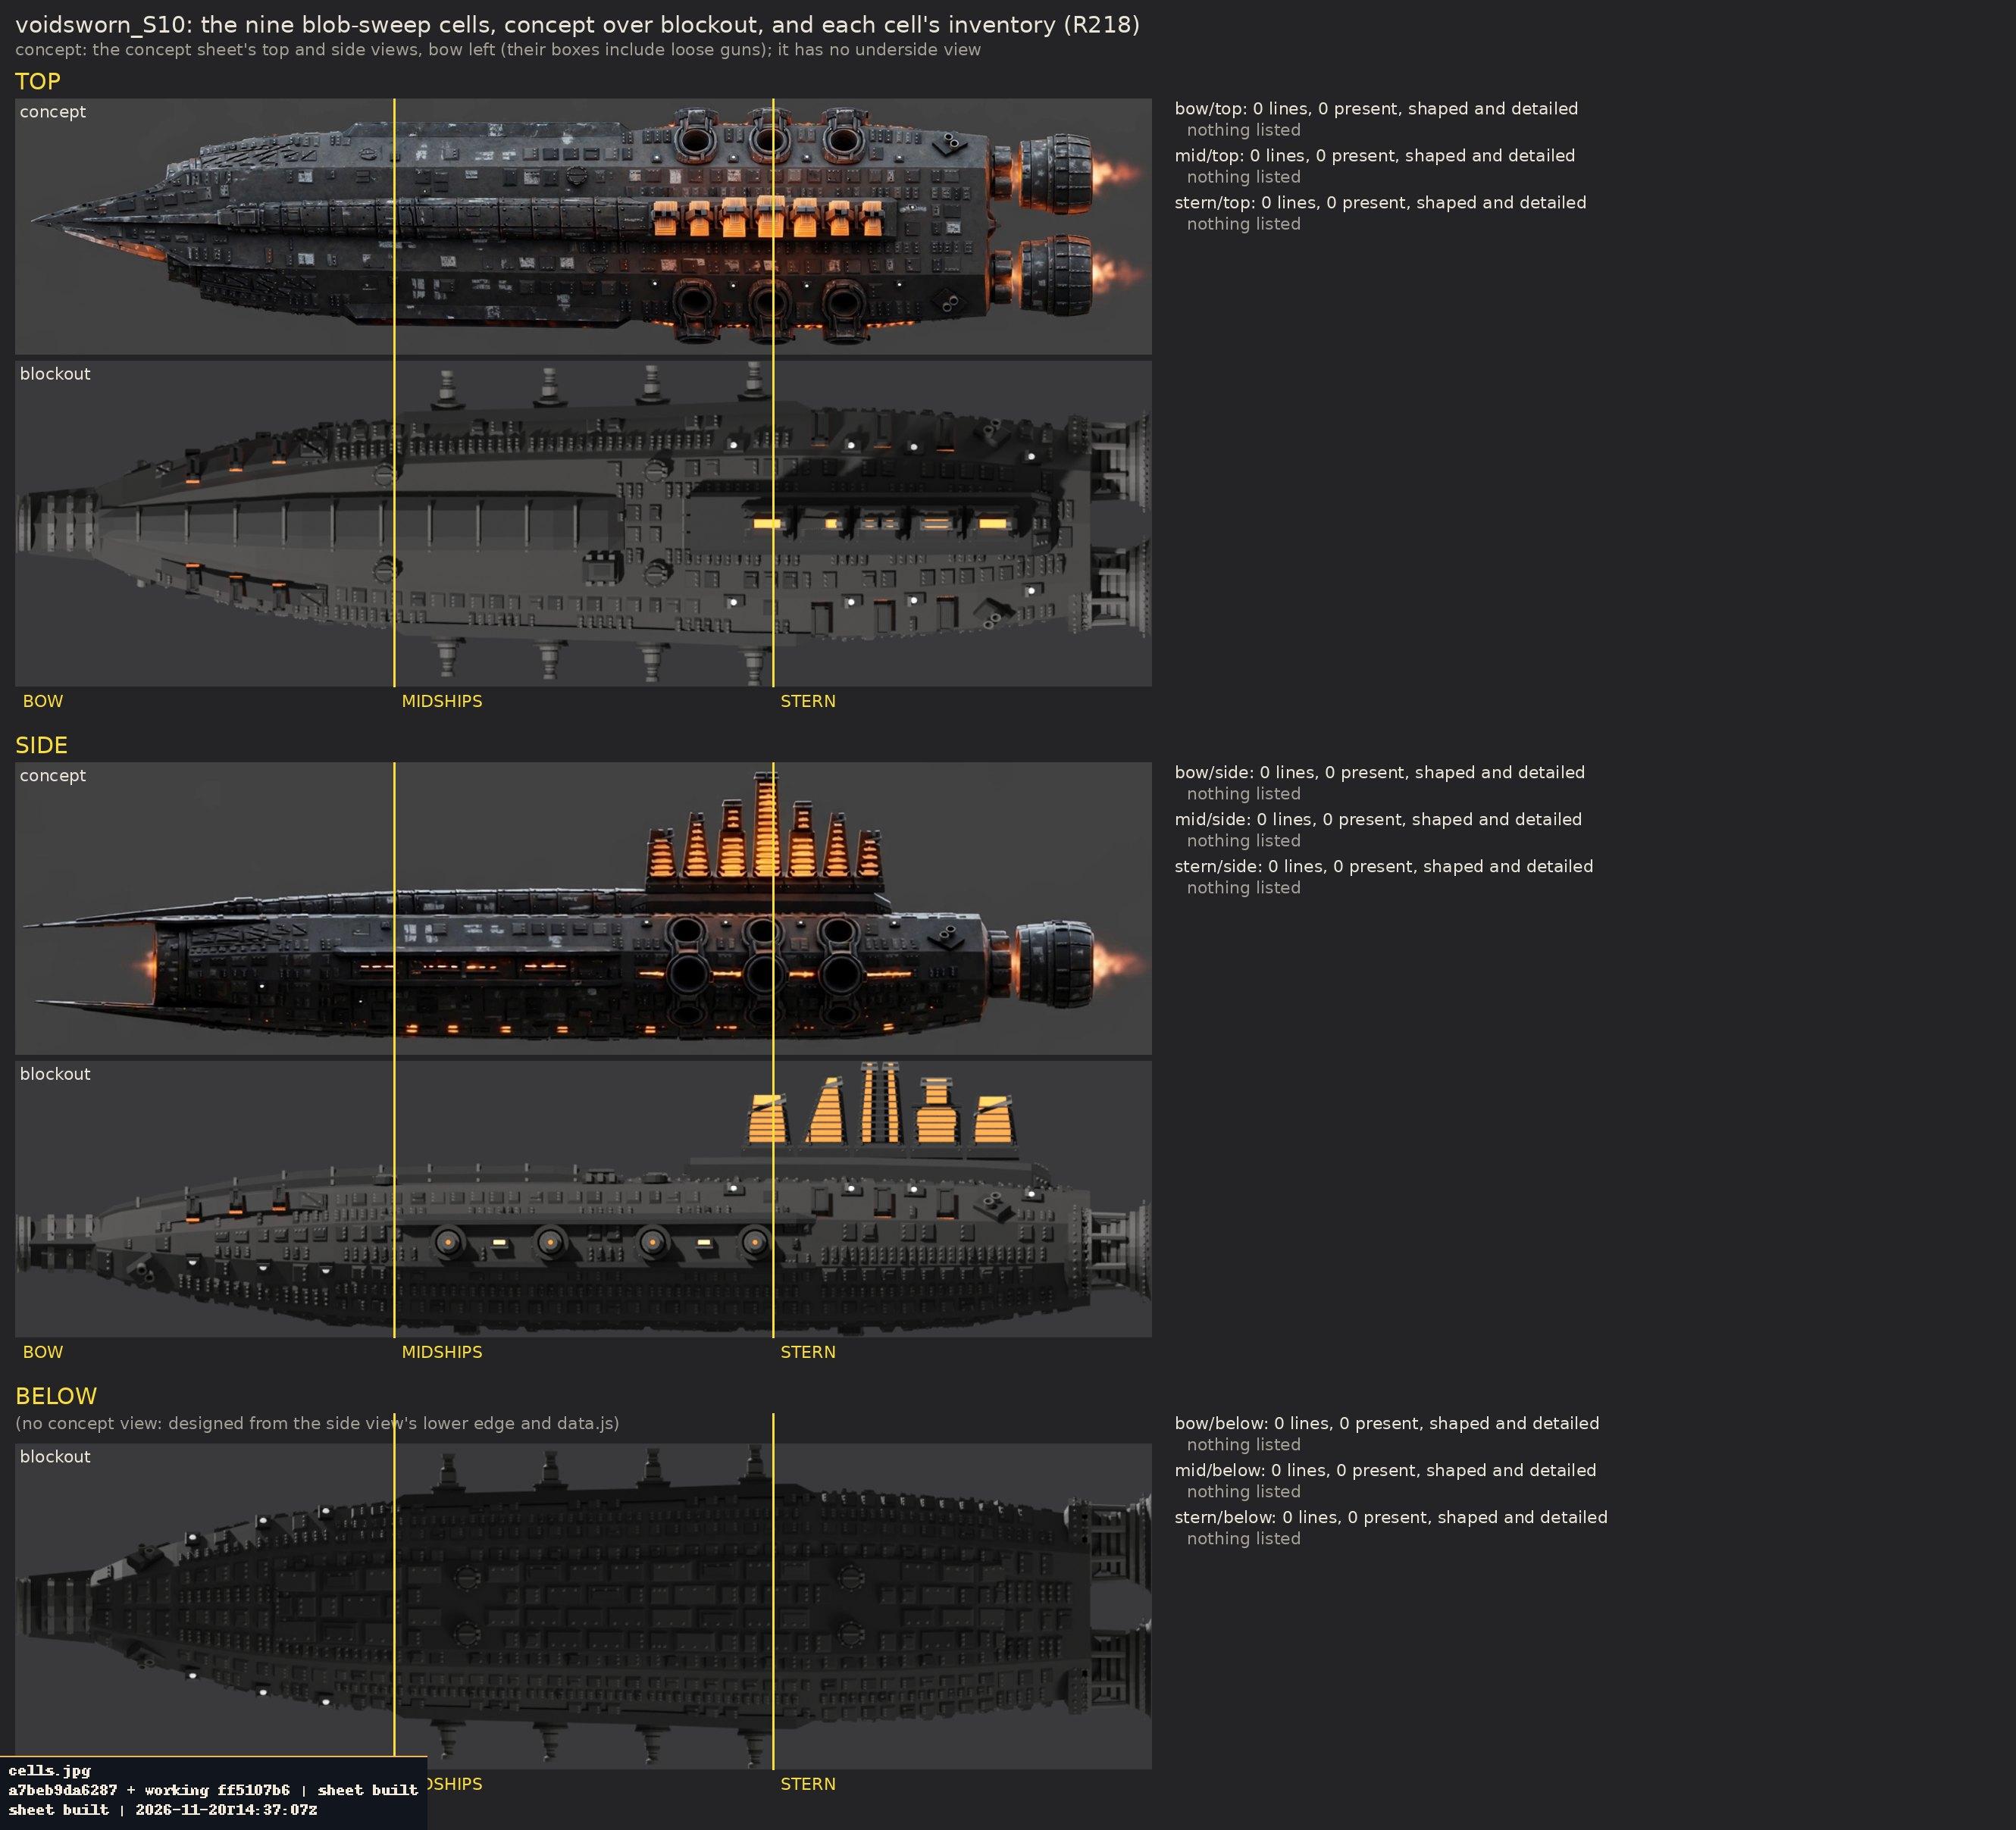 voidsworn_S10: the nine blob-sweep cells, concept over blockout, and each cell's inventory (R218)
concept: the concept sheet's top and side views, bow left (their boxes include loose guns); it has no underside view
TOP
concept
bow/top: 0 lines, 0 present, shaped and detailed
nothing listed
mid/top: 0 lines, 0 present, shaped and detailed
nothing listed
stern/top: 0 lines, 0 present, shaped and detailed
nothing listed
blockout
BOW
MIDSHIPS
STERN
SIDE
concept
bow/side: 0 lines, 0 present, shaped and detailed
nothing listed
mid/side: 0 lines, 0 present, shaped and detailed
nothing listed
stern/side: 0 lines, 0 present, shaped and detailed
nothing listed
blockout
BOW
MIDSHIPS
STERN
BELOW
(no concept view: designed from the side view's lower edge and data.js)
blockout
bow/below: 0 lines, 0 present, shaped and detailed
nothing listed
mid/below: 0 lines, 0 present, shaped and detailed
nothing listed
stern/below: 0 lines, 0 present, shaped and detailed
nothing listed
DSHIPS
STERN
cells.jpg
a7beb9da6287 + working ff5107b6 | sheet built
sheet built | 2026-11-20T14:37:07Z